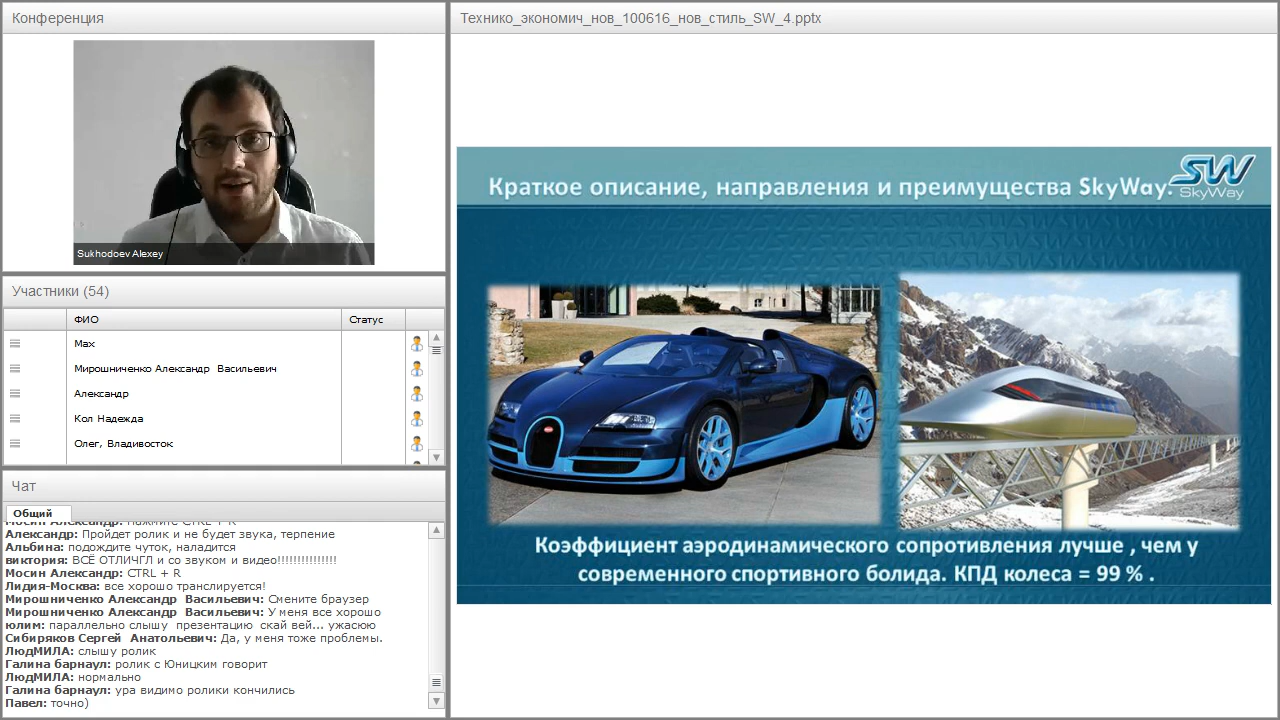 Конференция
Sukhodoev Alexey
Участники (54)
ФИО
Статус
Max
Мирошниченко Александр Васильевич
Александр
Кол Надежда
Олег, Владивосток
Чат
Общий
Мосин Александр: нажмите CTRL + R
Александр: Пройдет ролик и не будет звука, терпение
Альбина: подождите чуток, наладится
виктория: ВСЁ ОТЛИЧГЛ и со звуком и видео!!!!!!!!!!!!!!!
Мосин Александр: CTRL + R
Лидия-Москва: все хорошо транслируется!
Мирошниченко Александр Васильевич: Смените браузер
Мирошниченко Александр Васильевич: У меня все хорошо
юлим: параллельно слышу презентацию скай вей... ужасюю
Сибиряков Сергей Анатольевич: Да, у меня тоже проблемы.
ЛюдМИЛА: слышу ролик
Галина барнаул: ролик с Юницким говорит
ЛюдМИЛА: нормально
Галина барнаул: ура видимо ролики кончились
Павел: точно)
Технико_экономич_нов_100616_нов_стиль_SW_4.pptx
Краткое описание, направления и преимущества SkyWay.
SW
SkyWay
Коэффициент аэродинамического сопротивления лучше , чем у
современного спортивного болида. КПД колеса = 99 % .